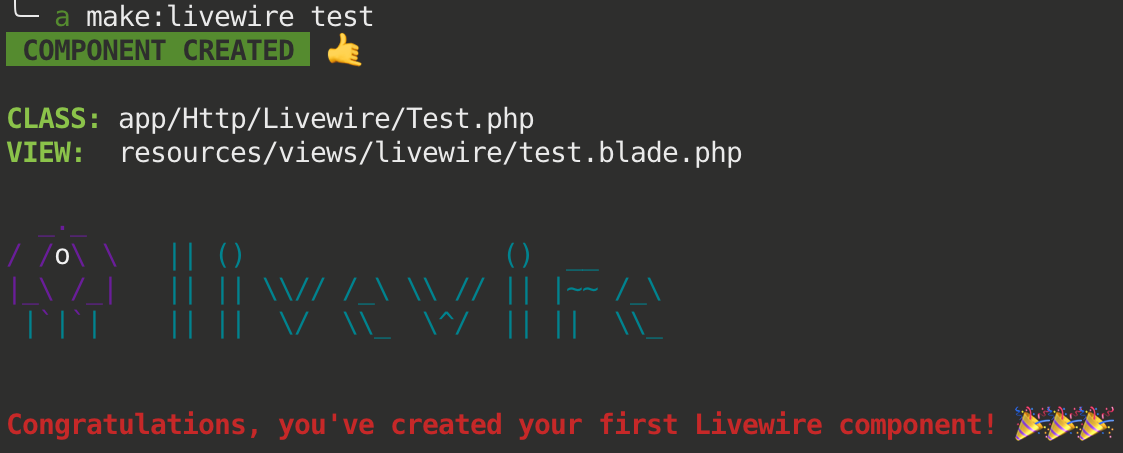 ╰─ a make:livewire test
COMPONENT CREATED 🤙
CLASS: app/Http/Livewire/Test.php
VIEW:  resources/views/livewire/test.blade.php
  _._
/ /o\ \   || ()                ()  __
|_\ /_|   || || \\// /_\ \\ // || |~~ /_\
 |`|`|    || ||  \/  \\_  \^/  || ||  \\_
Congratulations, you've created your first Livewire component! 🎉🎉🎉